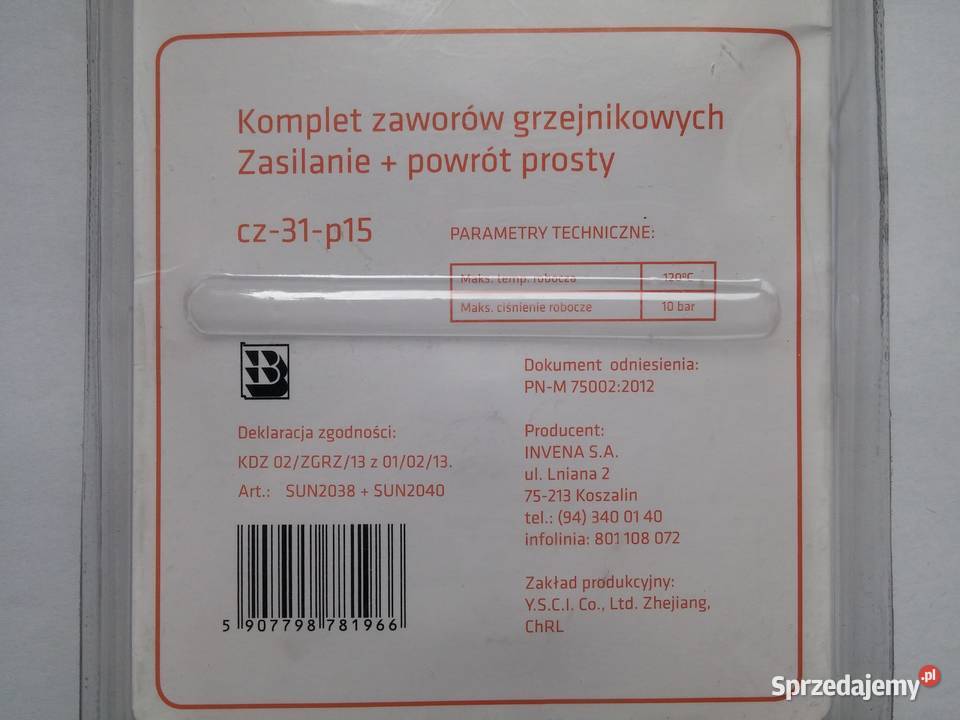 Komplet zaworów grzejnikowych
Zasilanie + powrót prosty
cz-31-p15
PARAMETRY TECHNICZNE:
Maks. temp. robocza 120°C
Maks. ciśnienie robocze 10 bar
B
Dokument odniesienia:
PN-M 75002:2012
Deklaracja zgodności:
KDZ 02/ZGRZ/13 z 01/02/13.
Art.: SUN2038 + SUN2040
Producent:
INVENA S.A.
ul. Lniana 2
75-213 Koszalin
tel.: (94) 340 01 40
infolinia: 801 108 072
Zakład produkcyjny:
Y.S.C.I. Co., Ltd. Zhejiang,
ChRL
5 907798 781966
Sprzedajemy.pl